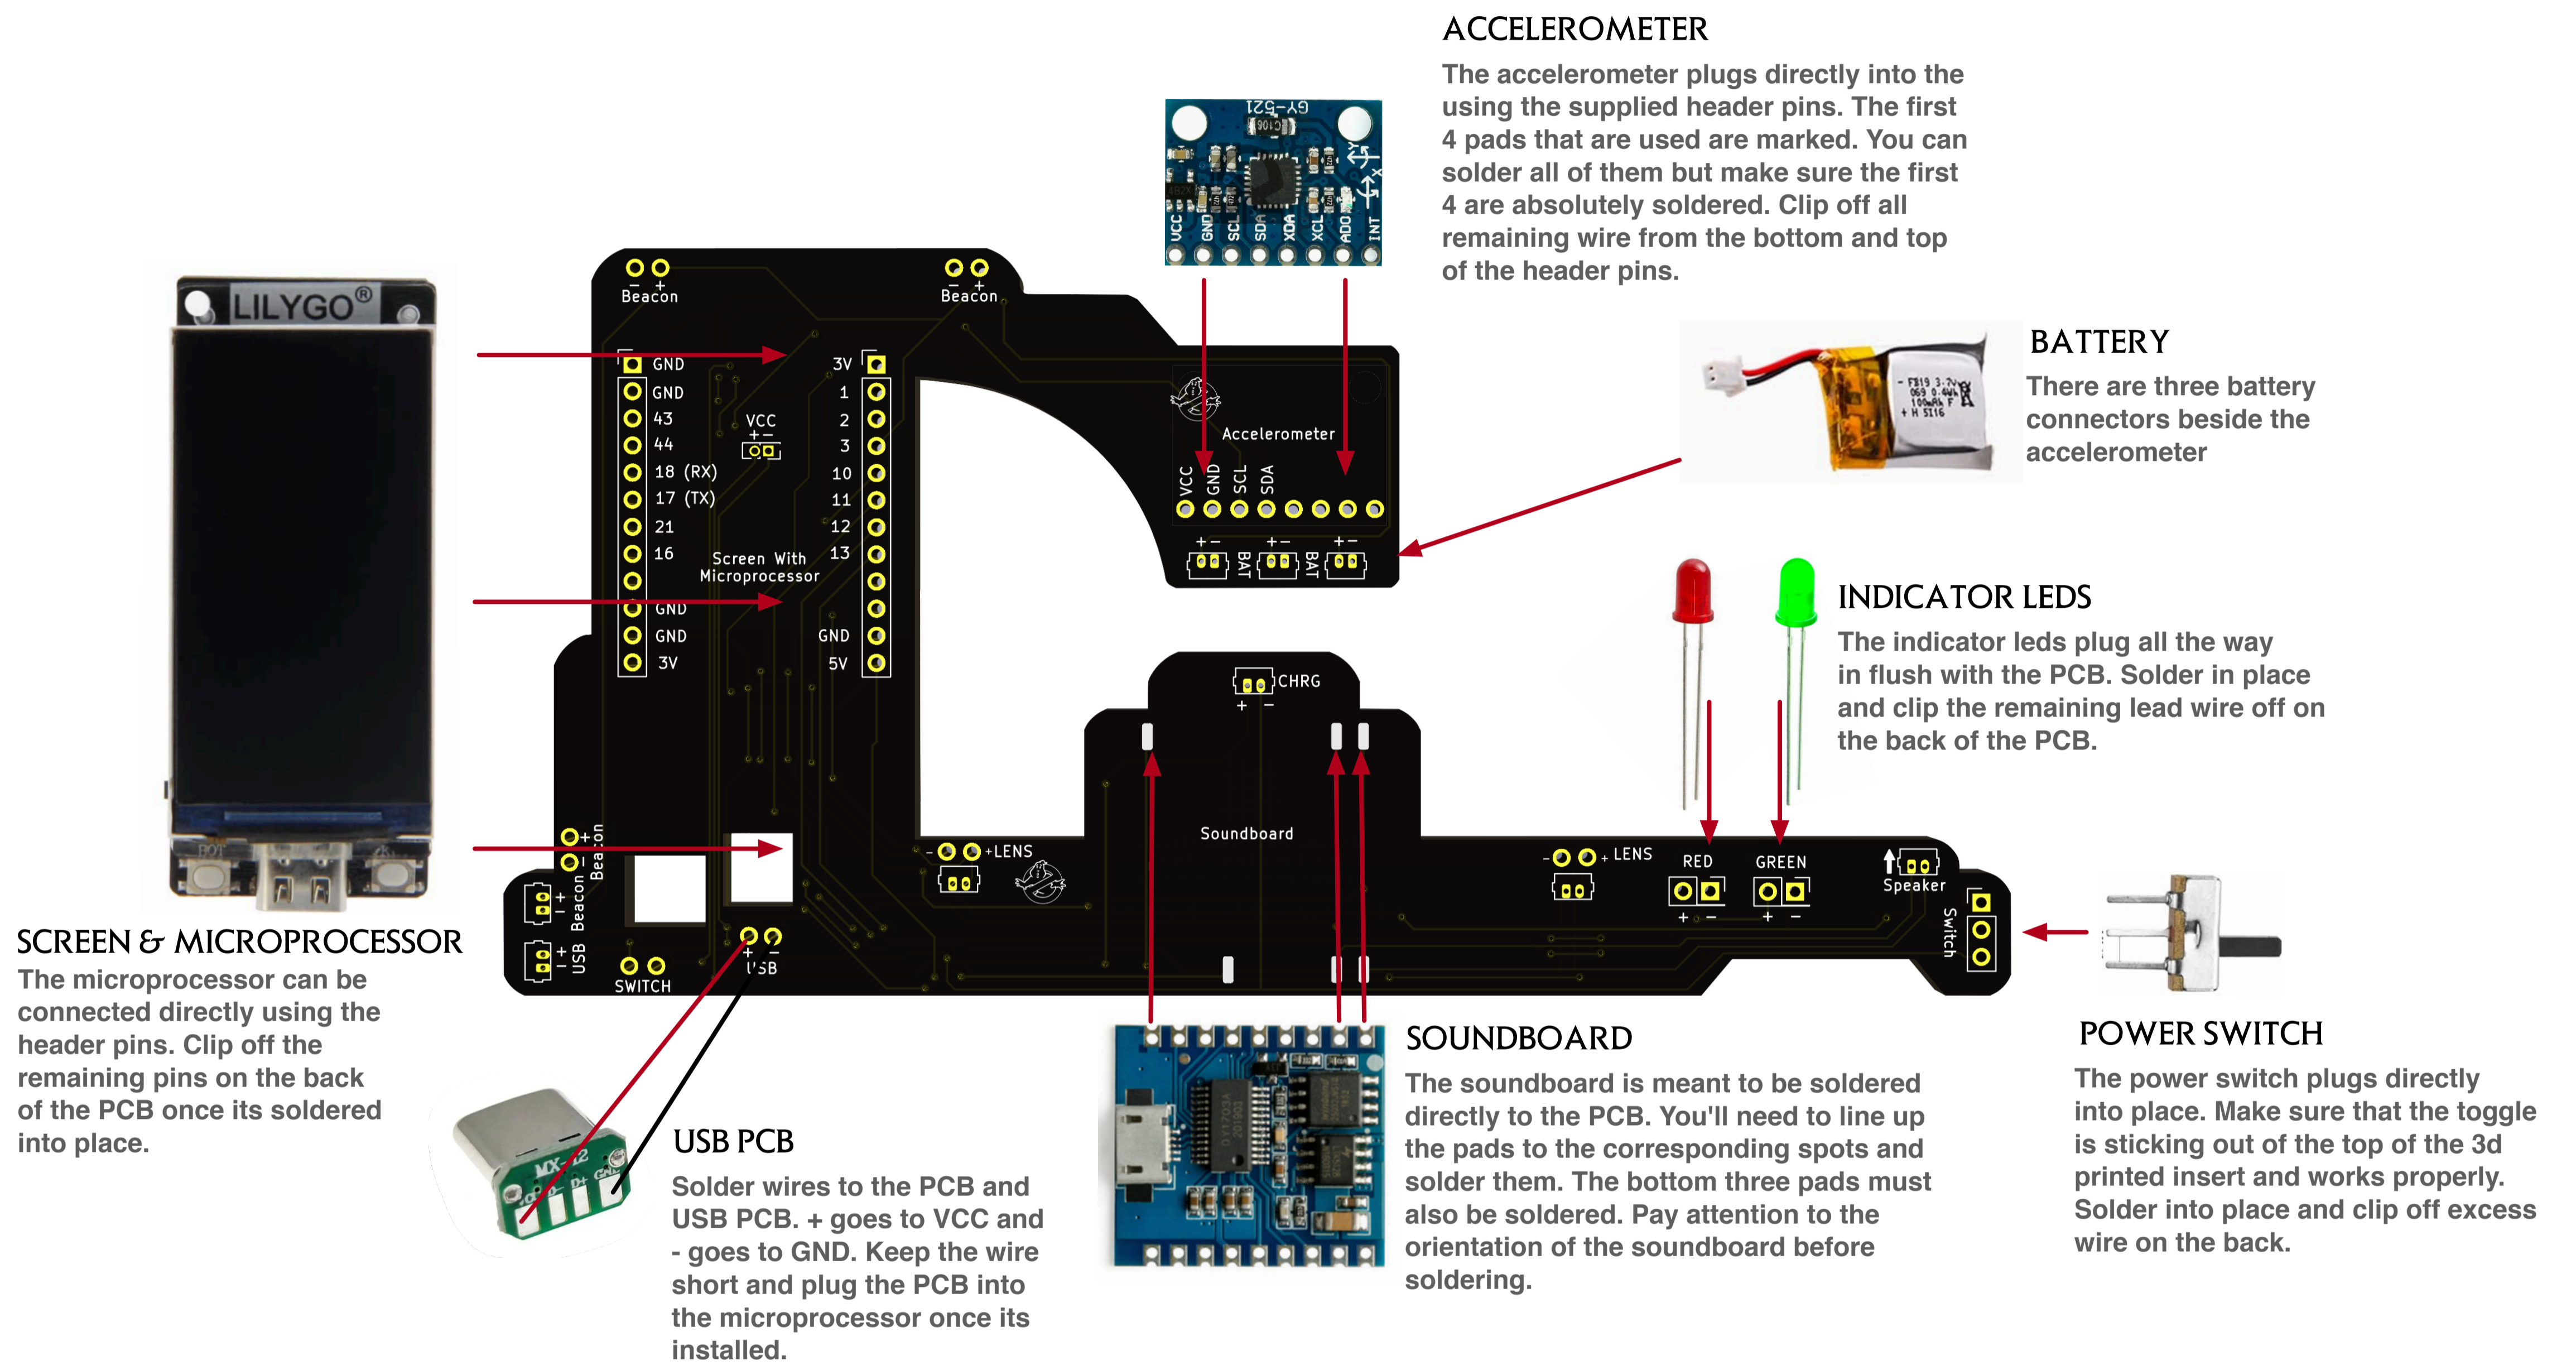 ACCELEROMETER
The accelerometer plugs directly into the
using the supplied header pins. The first
4 pads that are used are marked. You can
solder all of them but make sure the first
4 are absolutely soldered. Clip off all
remaining wire from the bottom and top
of the header pins.
GY-521
C106
VCC
GND
SCL
SDA
XDA
XCL
ADO
INT
Y
X
LILYGO®
BOT
- +
Beacon
- +
Beacon
GND
GND
43
44
18 (RX)
17 (TX)
21
16
GND
GND
3V
VCC
+ -
Screen With
Microprocessor
3V
1
2
3
10
11
12
13
GND
5V
Accelerometer
VCC
GND
SCL
SDA
+ -
BAT
+ -
BAT
+ -
BATTERY
There are three battery
connectors beside the
accelerometer
- F819 3.7V
069 0.4Wh
100mAh F
+ H 5116
INDICATOR LEDS
The indicator leds plug all the way
in flush with the PCB. Solder in place
and clip the remaining lead wire off on
the back of the PCB.
CHRG
+ -
Soundboard
- + LENS
- + LENS
RED
+ -
GREEN
+ -
Speaker
Switch
+
-
Beacon
+
-
Beacon
+
-
USB
SWITCH
+ -
USB
SCREEN & MICROPROCESSOR
The microprocessor can be
connected directly using the
header pins. Clip off the
remaining pins on the back
of the PCB once its soldered
into place.
MX-12
D-
D+
GND
USB PCB
Solder wires to the PCB and
USB PCB. + goes to VCC and
- goes to GND. Keep the wire
short and plug the PCB into
the microprocessor once its
installed.
SOUNDBOARD
The soundboard is meant to be soldered
directly to the PCB. You'll need to line up
the pads to the corresponding spots and
solder them. The bottom three pads must
also be soldered. Pay attention to the
orientation of the soundboard before
soldering.
POWER SWITCH
The power switch plugs directly
into place. Make sure that the toggle
is sticking out of the top of the 3d
printed insert and works properly.
Solder into place and clip off excess
wire on the back.